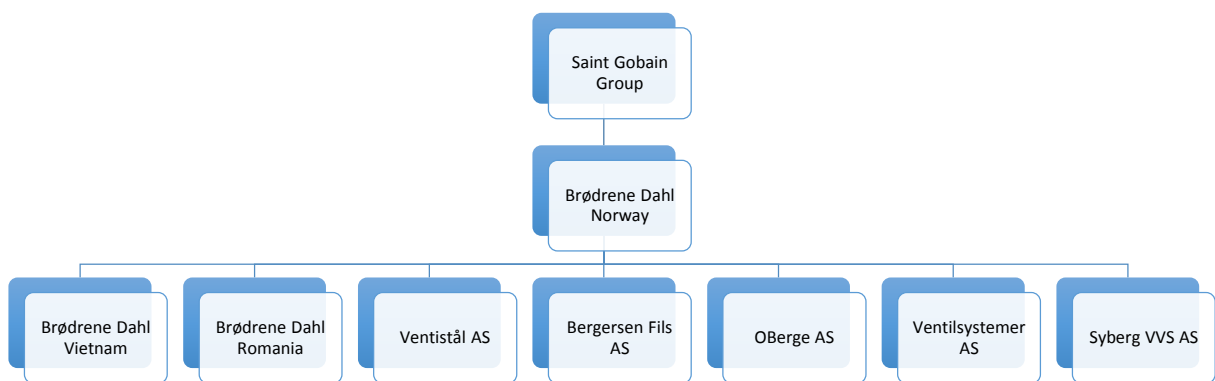 Saint Gobain
Group
Brødrene Dahl
Norway
Brødrene Dahl
Vietnam
Brødrene Dahl
Romania
Ventistål AS
Bergersen Fils
AS
OBerge AS
Ventilsystemer
AS
Syberg VVS AS